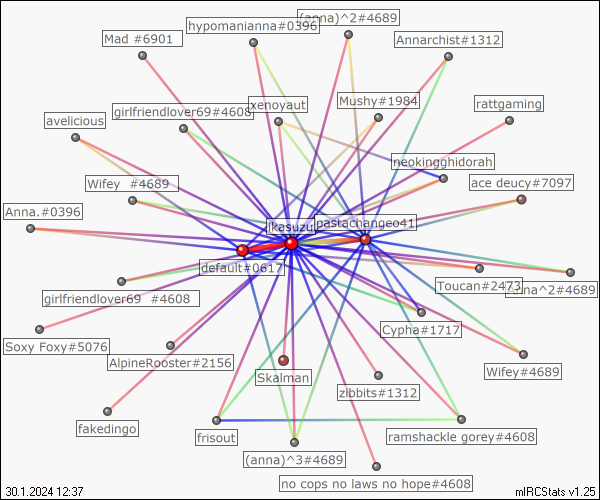 (anna)^2#4689
hypomanianna#0396
Mad #6901
Annarchist#1312
xenoyaut
Mushy#1984
rattgaming
girlfriendlover69#4608
avelicious
neokingghidorah
Wifey #4689
ace deucy#7097
Anna.#0396
jkasuzu
pastachangeo41
default#0617
Toucan#2473
anna^2#4689
girlfriendlover69 #4608
Cypha#1717
Soxy Foxy#5076
AlpineRooster#2156
Skalman
Wifey#4689
zibbits#1312
fakedingo
frisout
ramshackle gorey#4608
(anna)^3#4689
no cops no laws no hope#4608
30.1.2024 12:37
mIRCStats v1.25